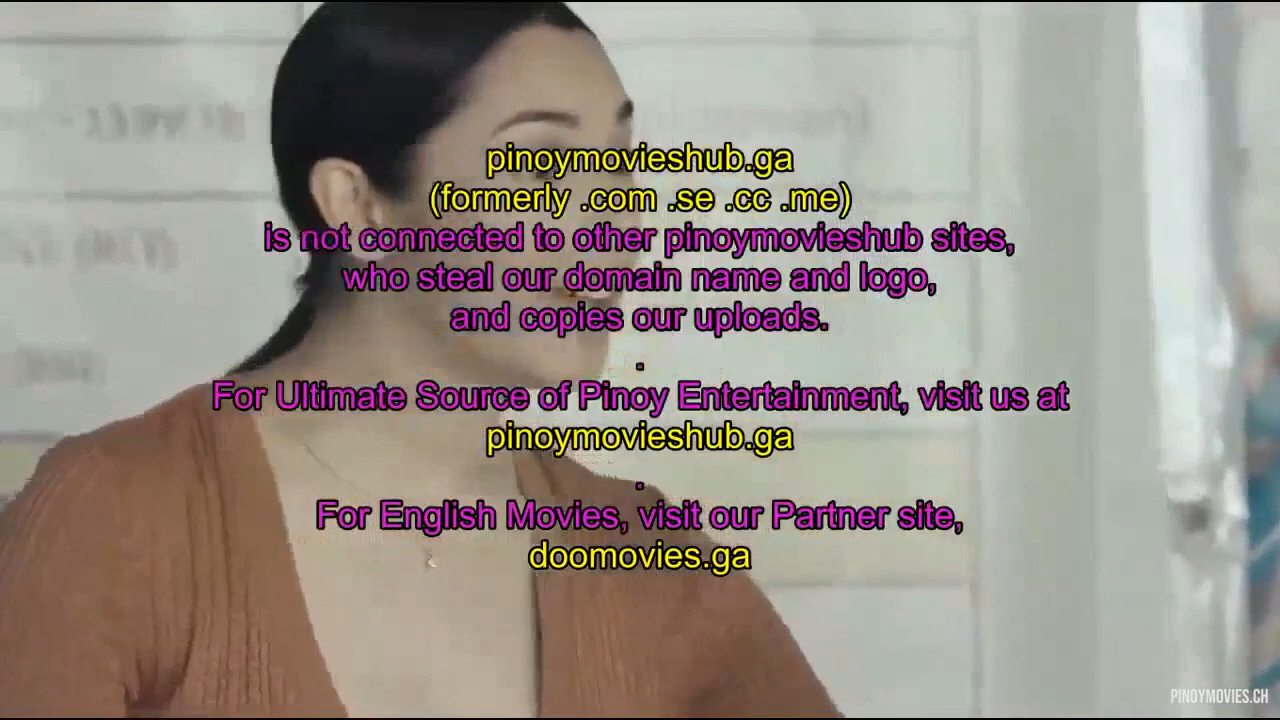 pinoymovieshub.ga
(formerly .com .se .cc .me)
is not connected to other pinoymovieshub sites,
who steal our domain name and logo,
and copies our uploads.
.
For Ultimate Source of Pinoy Entertainment, visit us at
pinoymovieshub.ga
.
For English Movies, visit our Partner site,
doomovies.ga
PINOYMOVIES.CH